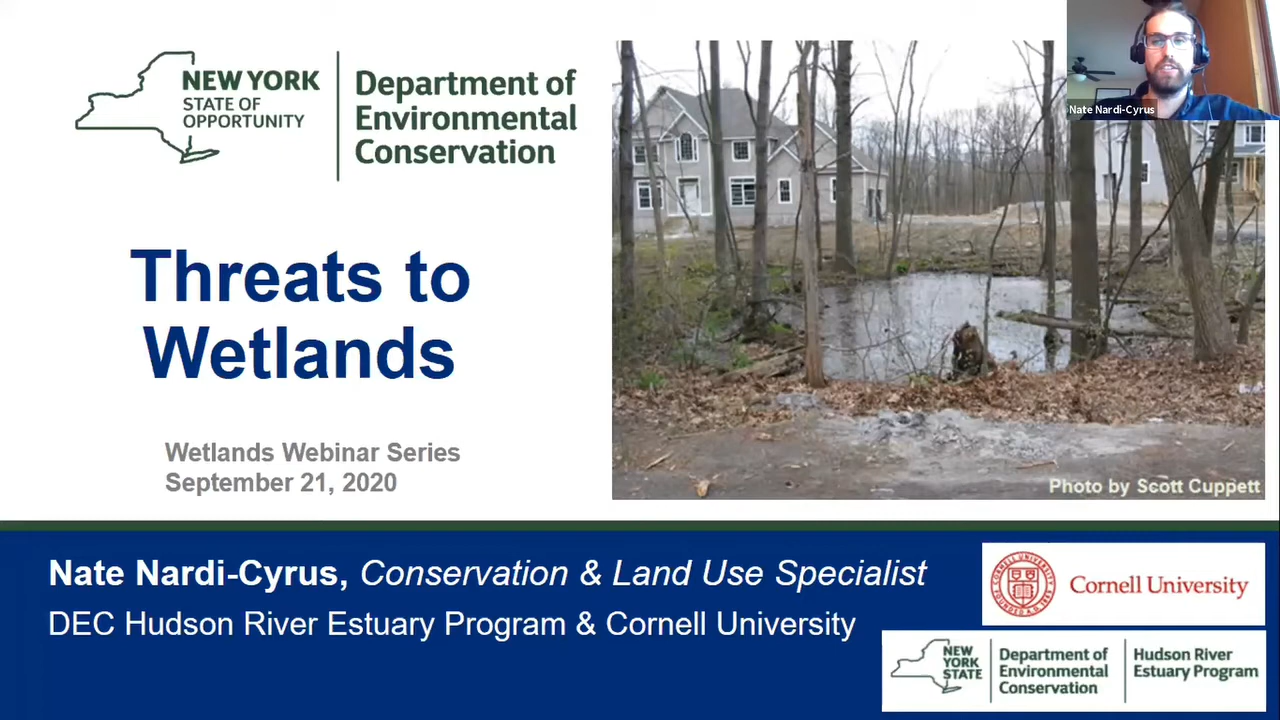 NEW YORK
STATE OF
OPPORTUNITY
Department of
Environmental
Conservation
Nate Nardi-Cyrus
Threats to
Wetlands
Wetlands Webinar Series
September 21, 2020
Photo by Scott Cuppett
Nate Nardi-Cyrus, Conservation & Land Use Specialist
DEC Hudson River Estuary Program & Cornell University
Cornell University
NEW
YORK
STATE
Department of
Environmental
Conservation
Hudson River
Estuary Program